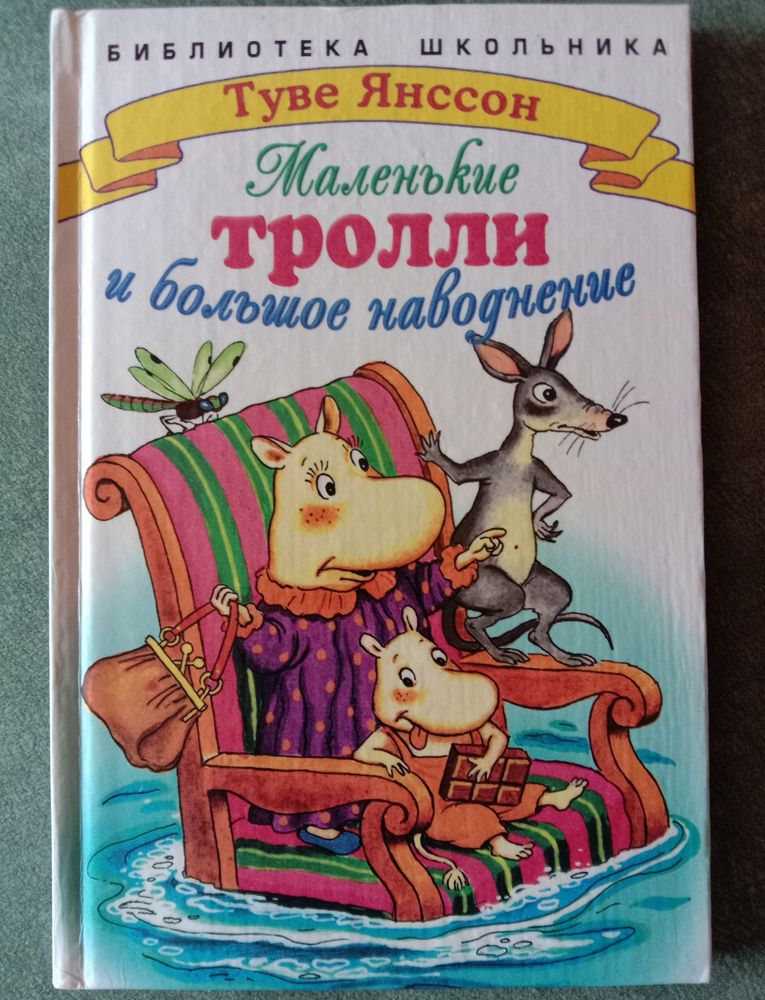 БИБЛИОТЕКА ШКОЛЬНИКА
Туве Янссон
Маленькие
тролли
и большое наводнение